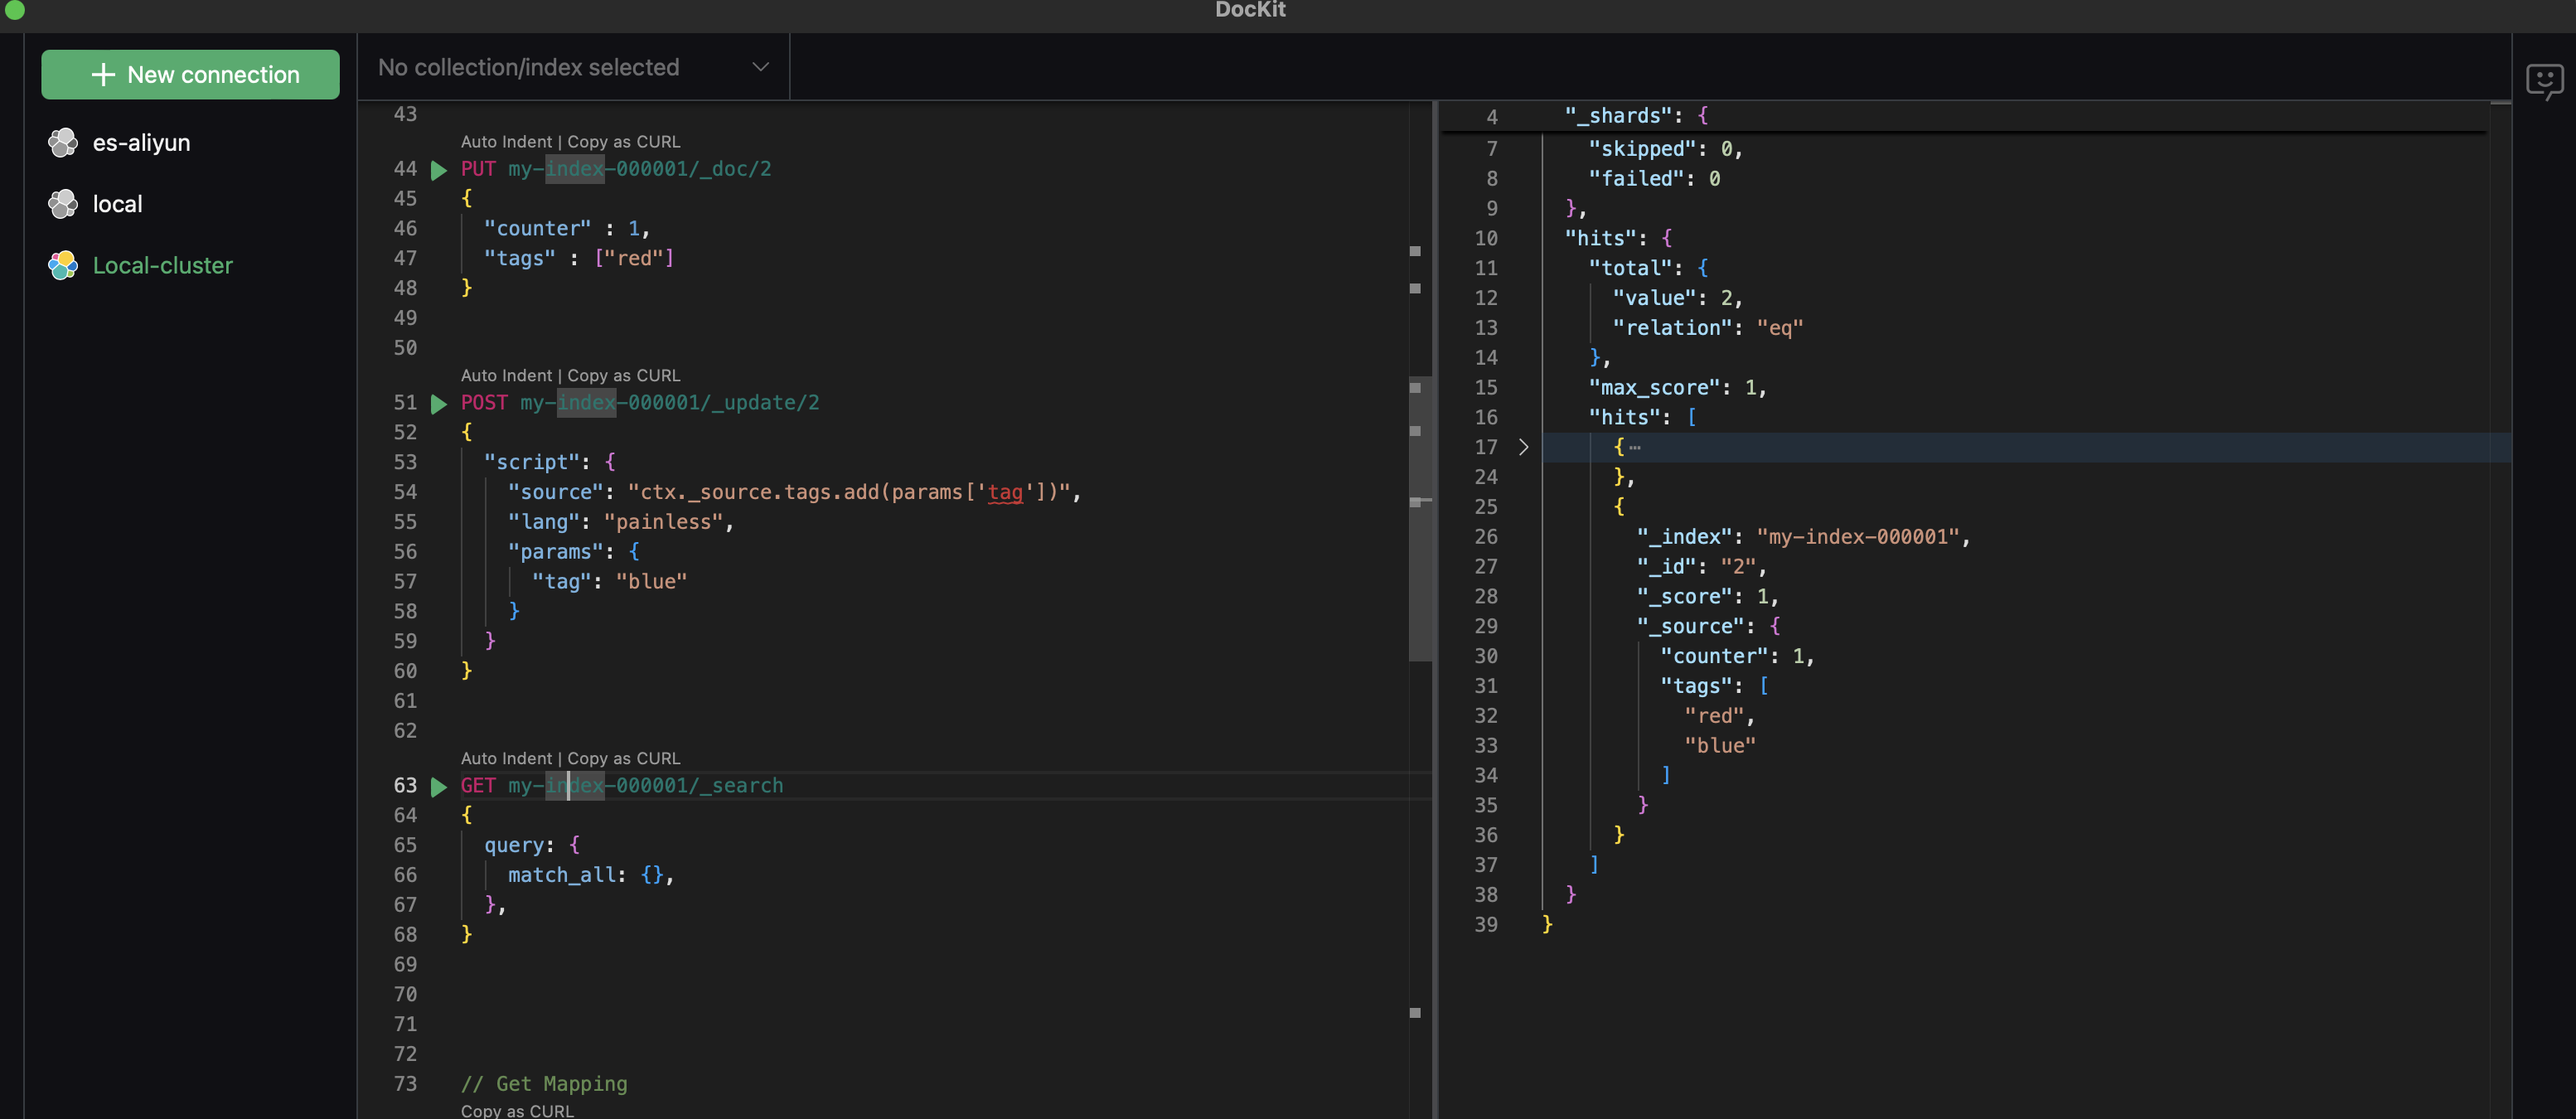 DocKit
New connection
es-aliyun
local
Local-cluster
No collection/index selected
43
Auto Indent | Copy as CURL
44 PUT my-index-000001/_doc/2
45 {
46 "counter" : 1,
47 "tags" : ["red"]
48 }
49
50
Auto Indent | Copy as CURL
51 POST my-index-000001/_update/2
52 {
53 "script": {
54 "source": "ctx._source.tags.add(params['tag'])",
55 "lang": "painless",
56 "params": {
57 "tag": "blue"
58 }
59 }
60 }
61
62
Auto Indent | Copy as CURL
63 GET my-index-000001/_search
64 {
65 query: {
66 match_all: {},
67 },
68 }
69
70
71
72
73 // Get Mapping
Copy as CURL
4 "_shards": {
7 "skipped": 0,
8 "failed": 0
9 },
10 "hits": {
11 "total": {
12 "value": 2,
13 "relation": "eq"
14 },
15 "max_score": 1,
16 "hits": [
17 {⋯
24 },
25 {
26 "_index": "my-index-000001",
27 "_id": "2",
28 "_score": 1,
29 "_source": {
30 "counter": 1,
31 "tags": [
32 "red",
33 "blue"
34 ]
35 }
36 }
37 ]
38 }
39 }